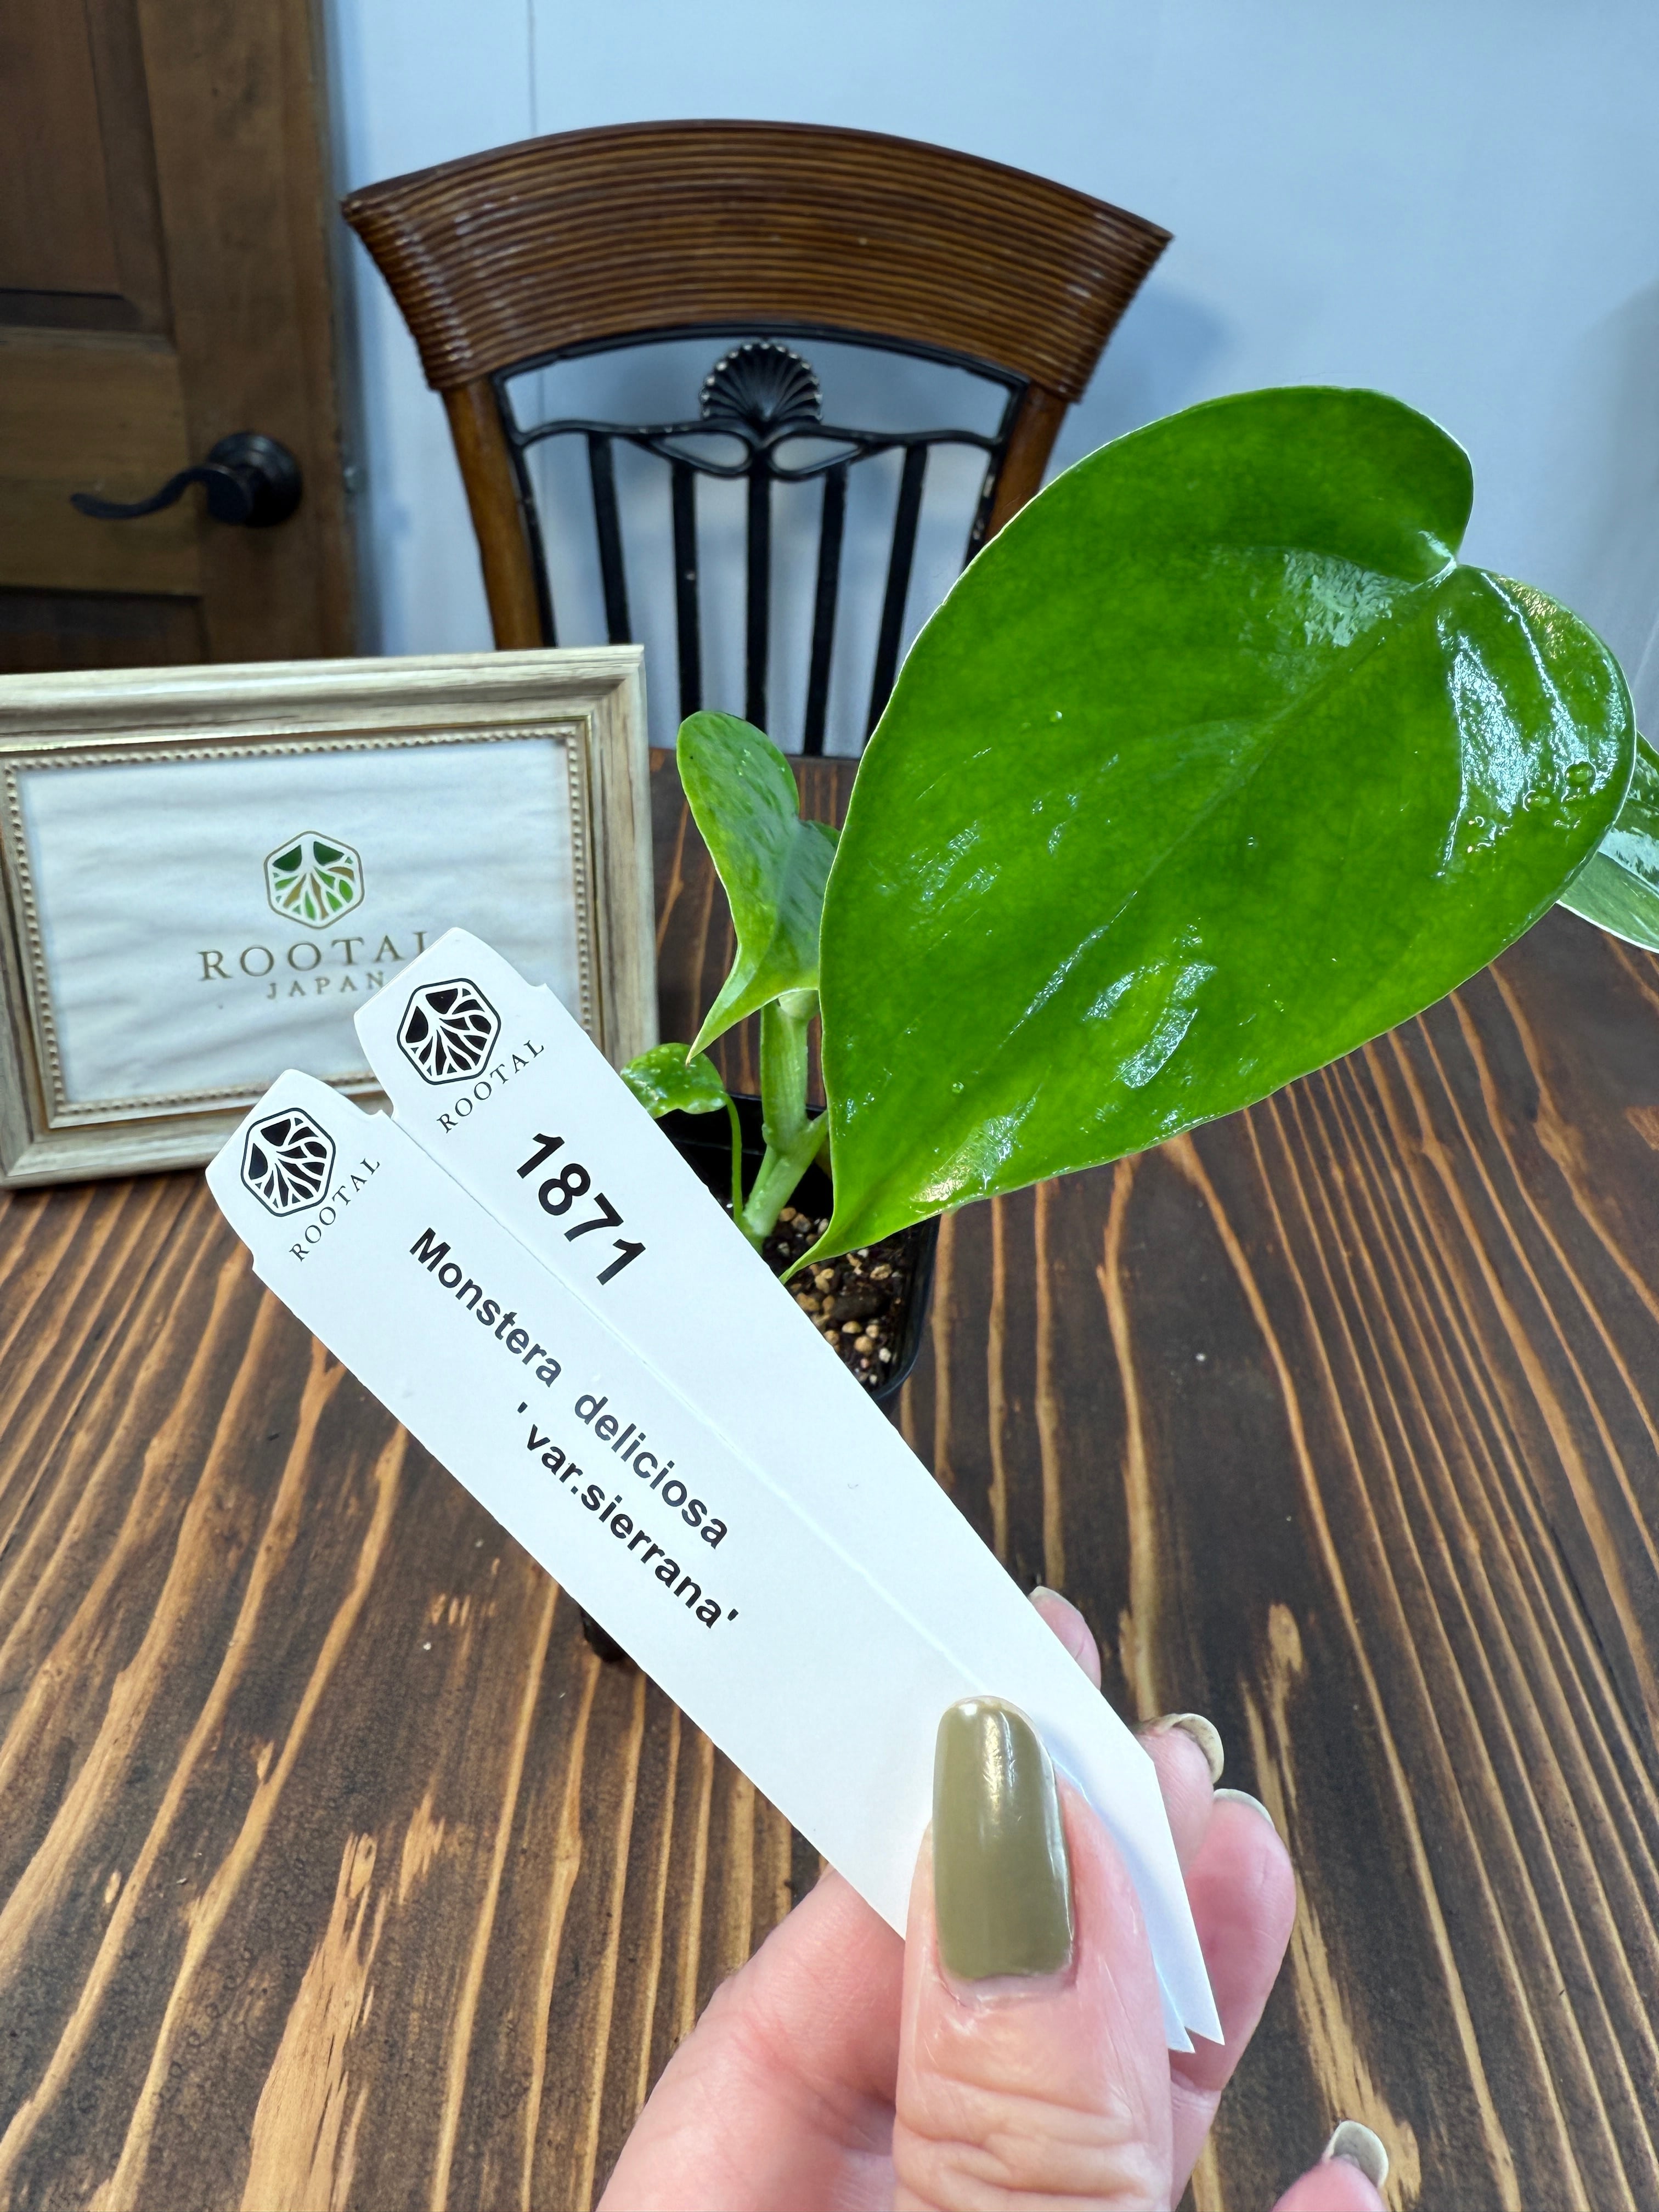 ROOTAL
JAPAN
ROOTAL
1871
ROOTAL
Monstera deliciosa
'var.sierrana'